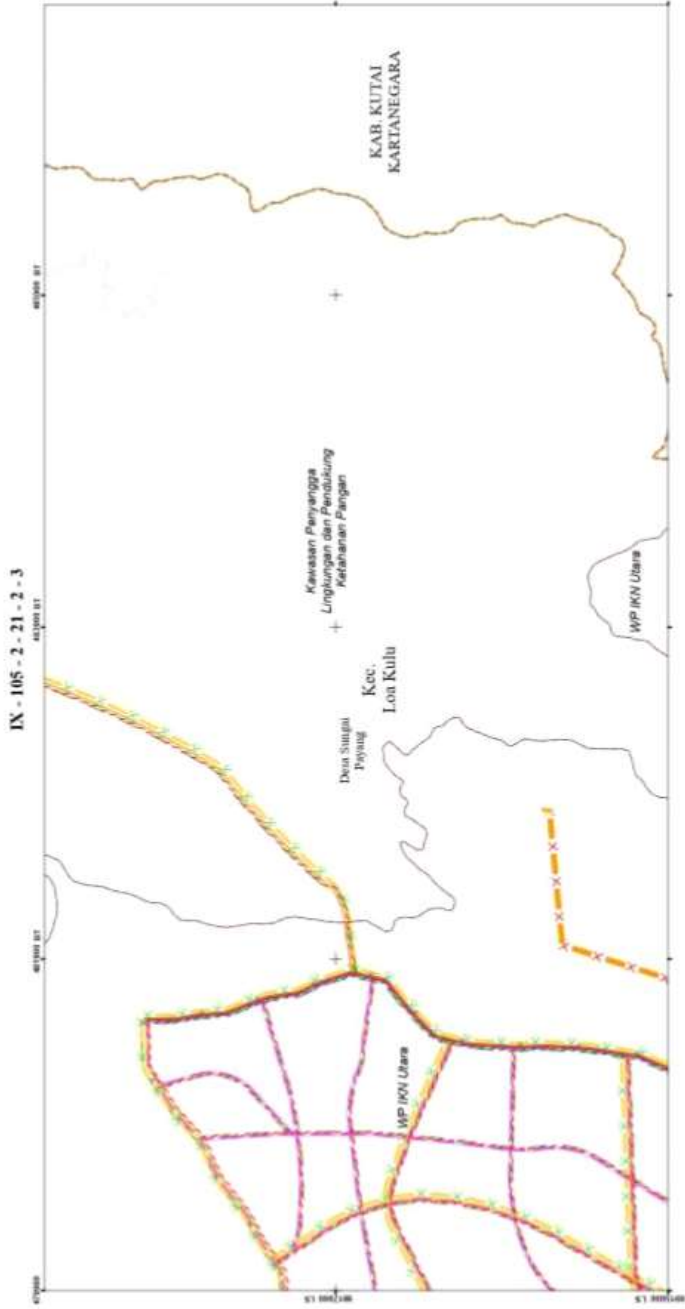 IX - 105 - 2 - 21 - 2 - 3
KAB. KUTAI
KARTANEGARA
Kawasan Penyangga
Lingkungan dan Pendukung
Ketahanan Pangan
Kec.
Loa Kulu
Desa Sungai
Payang
WP IKN Utara
WP IKN Utara